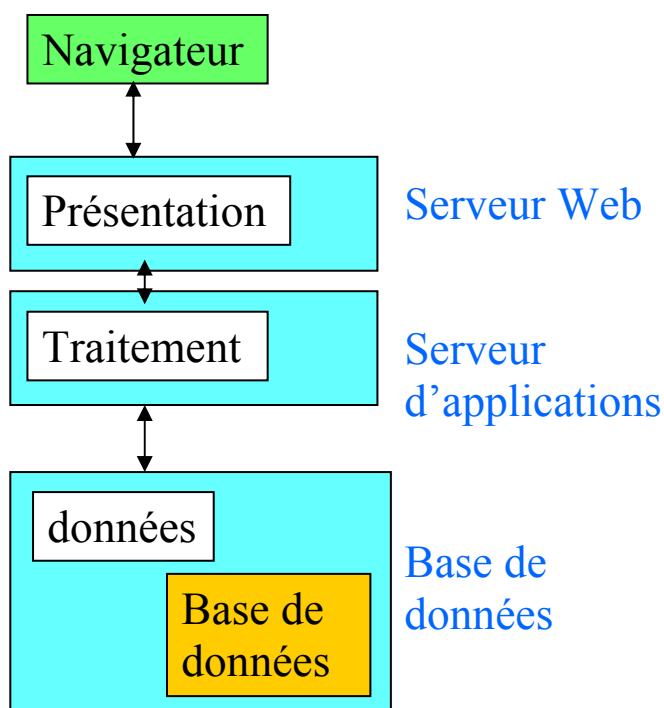 Navigateur
Présentation
Serveur Web
Traitement
Serveur
d’applications
données
Base de
données
Base de
données